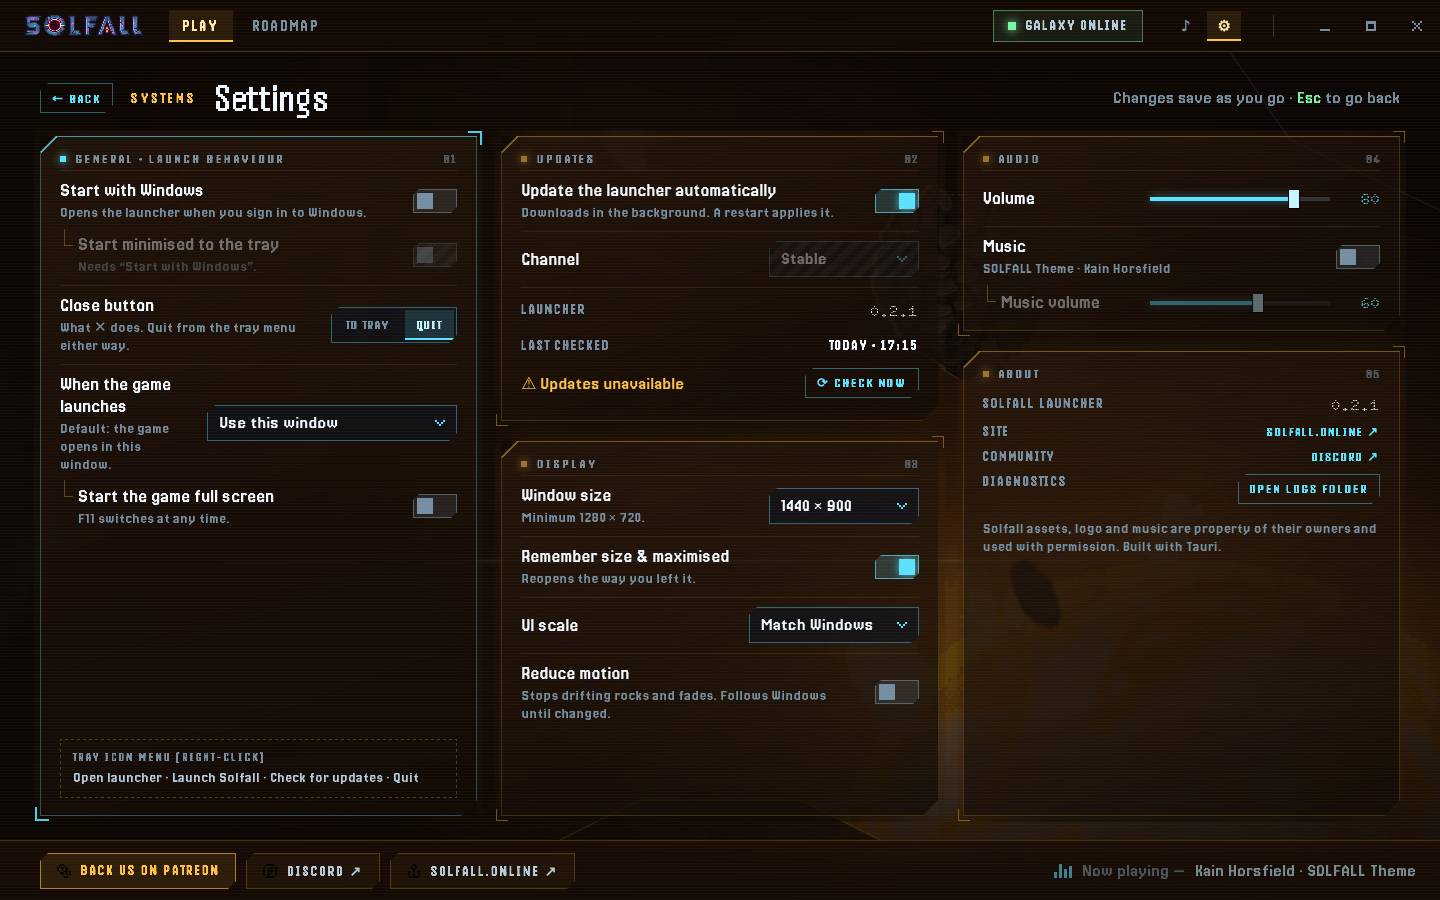 SOLFALL
PLAY
ROADMAP
GALAXY ONLINE
← BACK
SYSTEMS
Settings
Changes save as you go · Esc to go back
GENERAL · LAUNCH BEHAVIOUR
01
Start with Windows
Opens the launcher when you sign in to Windows.
Start minimised to the tray
Needs “Start with Windows”.
Close button
What ✕ does. Quit from the tray menu
either way.
TO TRAY
QUIT
When the game
launches
Default: the game
opens in this
window.
Use this window
Start the game full screen
F11 switches at any time.
TRAY ICON MENU [RIGHT-CLICK]
Open launcher · Launch Solfall · Check for updates · Quit
UPDATES
02
Update the launcher automatically
Downloads in the background. A restart applies it.
Channel
Stable
LAUNCHER
0.2.1
LAST CHECKED
TODAY · 17:15
⚠ Updates unavailable
⟳ CHECK NOW
DISPLAY
03
Window size
Minimum 1280 × 720.
1440 × 900
Remember size & maximised
Reopens the way you left it.
UI scale
Match Windows
Reduce motion
Stops drifting rocks and fades. Follows Windows
until changed.
AUDIO
04
Volume
80
Music
SOLFALL Theme · Kain Horsfield
Music volume
60
ABOUT
05
SOLFALL LAUNCHER
0.2.1
SITE
SOLFALL.ONLINE ↗
COMMUNITY
DISCORD ↗
DIAGNOSTICS
OPEN LOGS FOLDER
Solfall assets, logo and music are property of their owners and
used with permission. Built with Tauri.
BACK US ON PATREON
DISCORD ↗
SOLFALL.ONLINE ↗
Now playing — Kain Horsfield · SOLFALL Theme